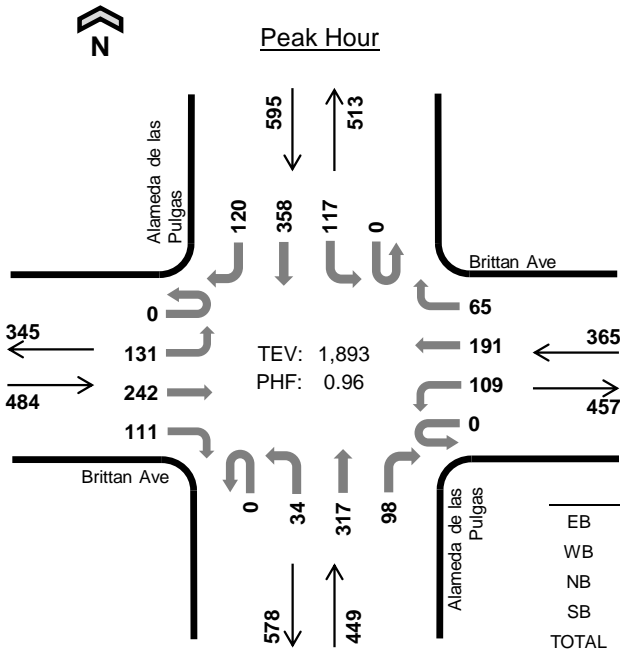 N
Peak Hour
595
513
Alameda de las
Pulgas
120
358
117
0
Brittan Ave
0
65
345
131
TEV: 1,893
191
365
PHF: 0.96
484
242
109
457
111
0
Brittan Ave
0
34
317
98
Alameda de las
Pulgas
578
449
EB
WB
NB
SB
TOTAL